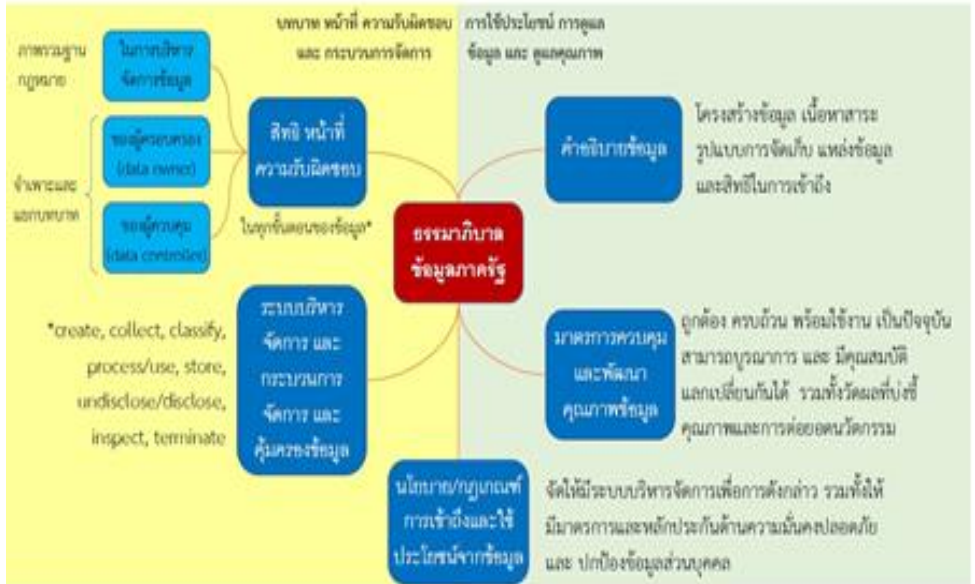 บทบาท หน้าที่ ความรับผิดชอบ
และ กระบวนการจัดการ
การใช้ประโยชน์ การดูแล
ข้อมูล และ ดูแลคุณภาพ
ภาพรวมฐาน
กฎหมาย
ในการบริหาร
จัดการข้อมูล
ของผู้ครอบครอง
(data owner)
จำเพาะและ
แยกบทบาท
ของผู้ควบคุม
(data controller)
สิทธิ หน้าที่
ความรับผิดชอบ
ในทุกขั้นตอนของข้อมูล*
ธรรมาภิบาล
ข้อมูลภาครัฐ
คำอธิบายข้อมูล
โครงสร้างข้อมูล เนื้อหาสาระ
รูปแบบการจัดเก็บ แหล่งข้อมูล
และสิทธิในการเข้าถึง
*create, collect, classify,
process/use, store,
undisclose/disclose,
inspect, terminate
ระบบบริหาร
จัดการ และ
กระบวนการ
จัดการ และ
คุ้มครองข้อมูล
มาตรการควบคุม
และพัฒนา
คุณภาพข้อมูล
ถูกต้อง ครบถ้วน พร้อมใช้งาน เป็นปัจจุบัน
สามารถบูรณาการ และ มีคุณสมบัติ
แลกเปลี่ยนกันได้ รวมทั้งวัดผลที่บ่งชี้
คุณภาพและการต่อยอดนวัตกรรม
นโยบาย/กฎเกณฑ์
การเข้าถึงและใช้
ประโยชน์จากข้อมูล
จัดให้มีระบบบริหารจัดการเพื่อการดังกล่าว รวมทั้งให้
มีมาตรการและหลักประกันด้านความมั่นคงปลอดภัย
และ ปกป้องข้อมูลส่วนบุคคล